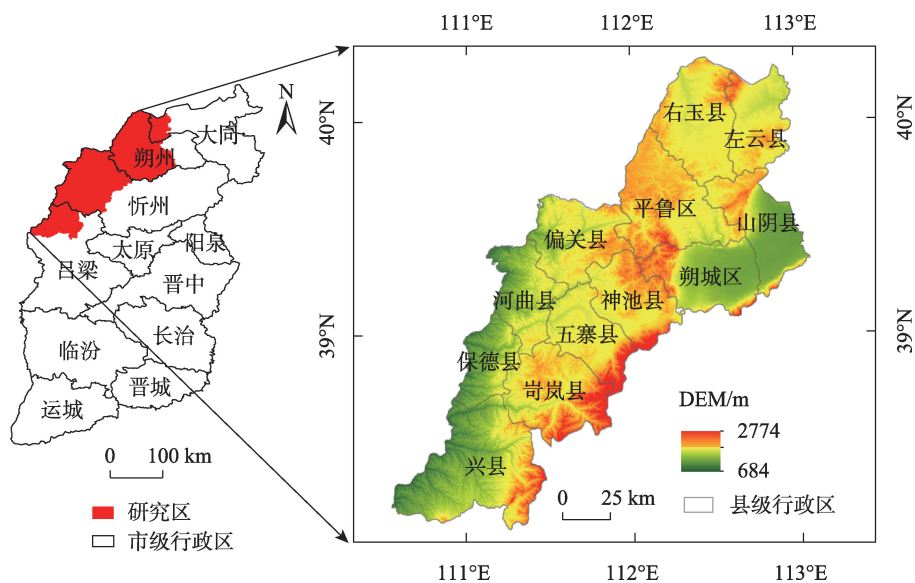 111°E 112°E 113°E
N
40°N
40°N
39°N
39°N
大同
朔州
忻州
太原
阳泉
吕梁
晋中
临汾
长治
晋城
运城
0 100 km
研究区
市级行政区
右玉县
左云县
平鲁区
山阴县
偏关县
朔城区
河曲县
神池县
五寨县
保德县
岢岚县
兴县
DEM/m
2774
684
0 25 km
县级行政区
111°E 112°E 113°E